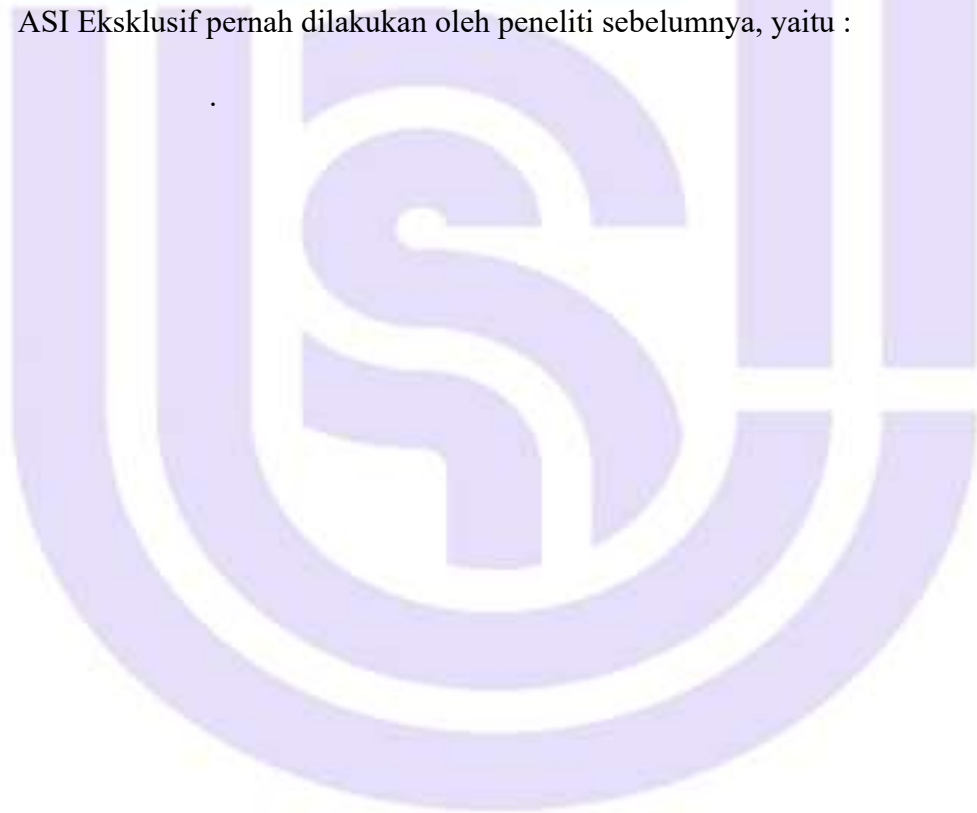 ASI Eksklusif pernah dilakukan oleh peneliti sebelumnya, yaitu :
.